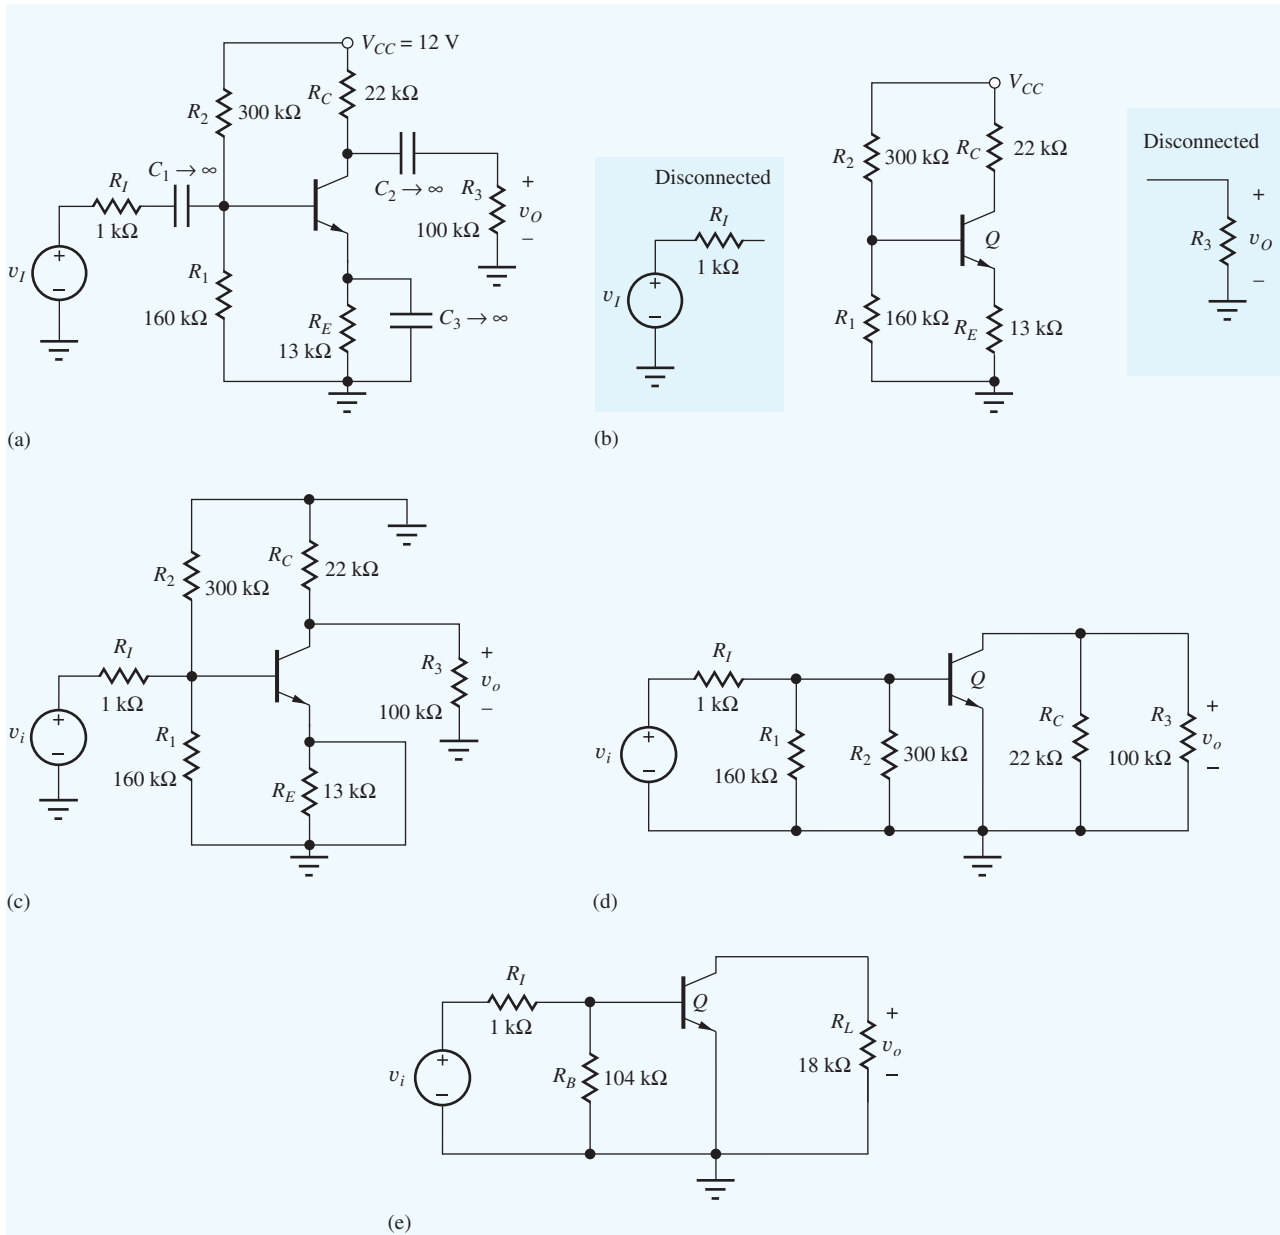 V_CC = 12 V
R_C
22 kΩ
R_2
300 kΩ
C_1 → ∞
R_I
1 kΩ
C_2 → ∞
R_3
100 kΩ
+
v_O
–
v_I
+
–
R_1
160 kΩ
R_E
13 kΩ
C_3 → ∞
(a)
Disconnected
R_I
1 kΩ
v_I
+
–
V_CC
R_2
300 kΩ
R_C
22 kΩ
Q
R_1
160 kΩ
R_E
13 kΩ
Disconnected
R_3
+
v_O
–
(b)
R_C
22 kΩ
R_2
300 kΩ
R_I
1 kΩ
R_3
100 kΩ
+
v_o
–
v_i
+
–
R_1
160 kΩ
R_E
13 kΩ
(c)
R_I
1 kΩ
v_i
+
–
R_1
160 kΩ
R_2
300 kΩ
Q
R_C
22 kΩ
R_3
100 kΩ
+
v_o
–
(d)
R_I
1 kΩ
v_i
+
–
R_B
104 kΩ
Q
R_L
18 kΩ
+
v_o
–
(e)